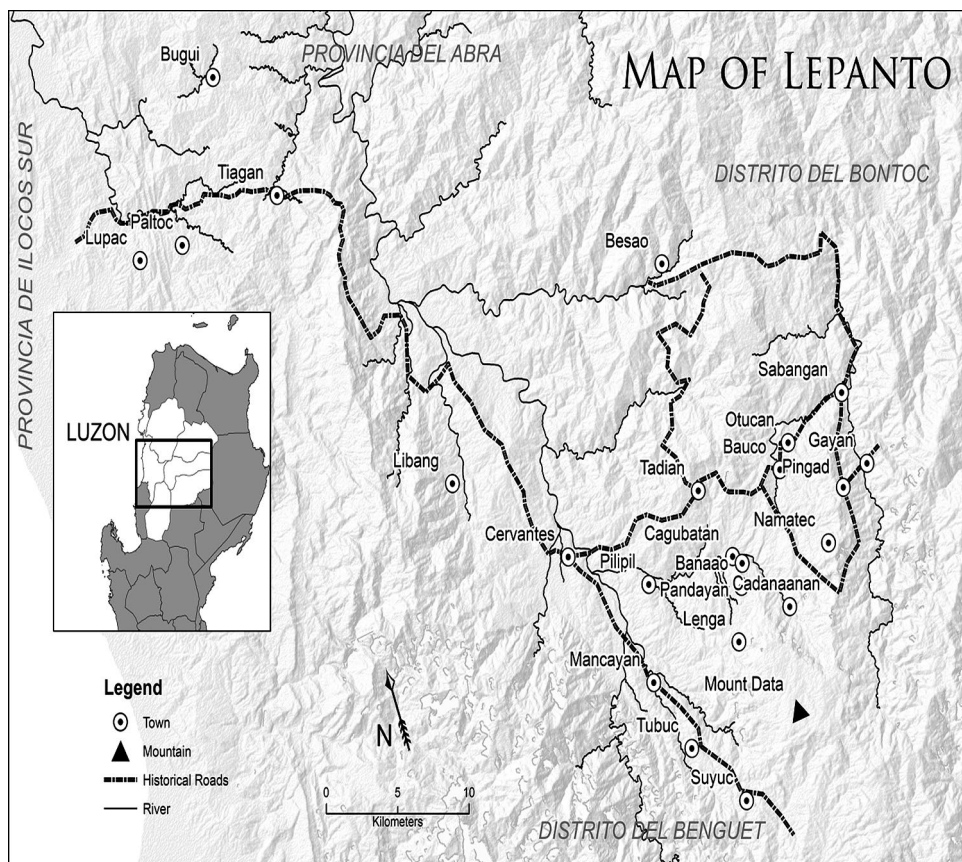 MAP OF LEPANTO
PROVINCIA DEL ABRA
Bugui
DISTRITO DEL BONTOC
PROVINCIA DE ILOCOS SUR
Tiagan
Paltoc
Lupac
Besao
Sabangan
LUZON
Otucan
Bauco
Gayan
Pingad
Libang
Tadian
Namatec
Cervantes
Cagubatan
Pilipil
Banaao
Pandayan
Cadanaanan
Lenga
Mancayan
Mount Data
Tubuc
Suyuc
Legend
Town
Mountain
Historical Roads
River
N
0 5 10
Kilometers
DISTRITO DEL BENGUET